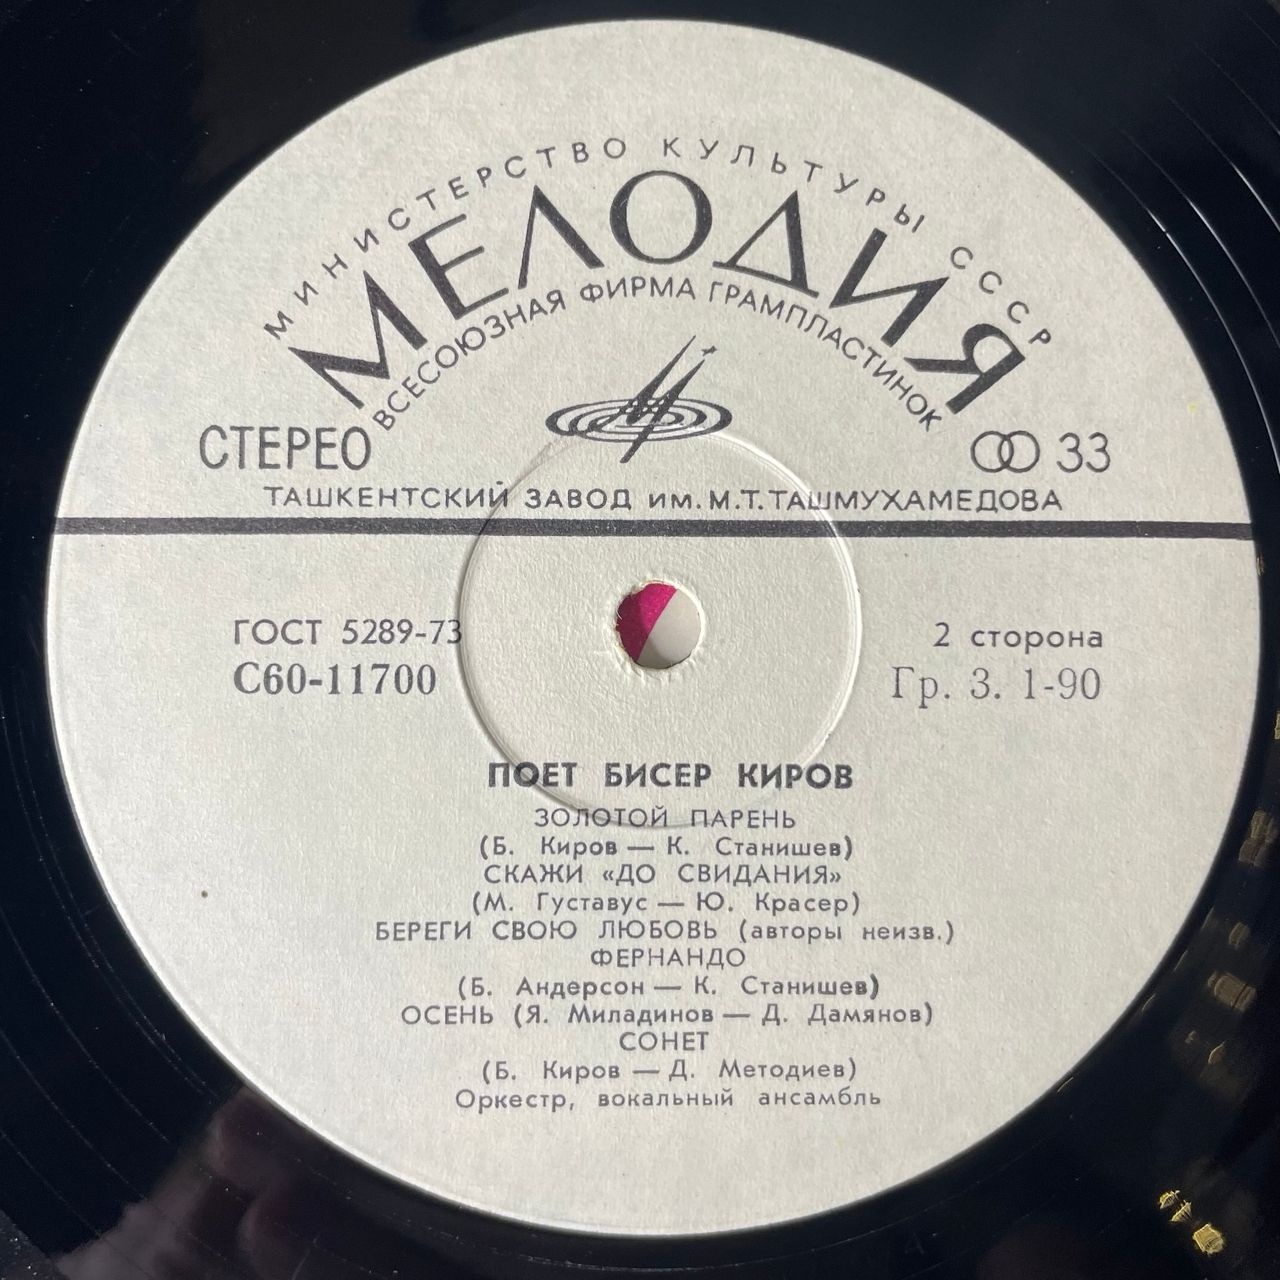 МИНИСТЕРСТВО КУЛЬТУРЫ СССР
МЕЛОДИЯ
ВСЕСОЮЗНАЯ ФИРМА ГРАМПЛАСТИНОК
СТЕРЕО
33
ТАШКЕНТСКИЙ ЗАВОД им. М.Т. ТАШМУХАМЕДОВА
ГОСТ 5289-73
2 сторона
С60-11700
Гр. 3. 1-90
ПОЕТ БИСЕР КИРОВ
ЗОЛОТОЙ ПАРЕНЬ
(Б. Киров — К. Станишев)
СКАЖИ «ДО СВИДАНИЯ»
(М. Густавус — Ю. Красер)
БЕРЕГИ СВОЮ ЛЮБОВЬ (авторы неизв.)
ФЕРНАНДО
(Б. Андерсон — К. Станишев)
ОСЕНЬ (Я. Миладинов — Д. Дамянов)
СОНЕТ
(Б. Киров — Д. Методиев)
Оркестр, вокальный ансамбль